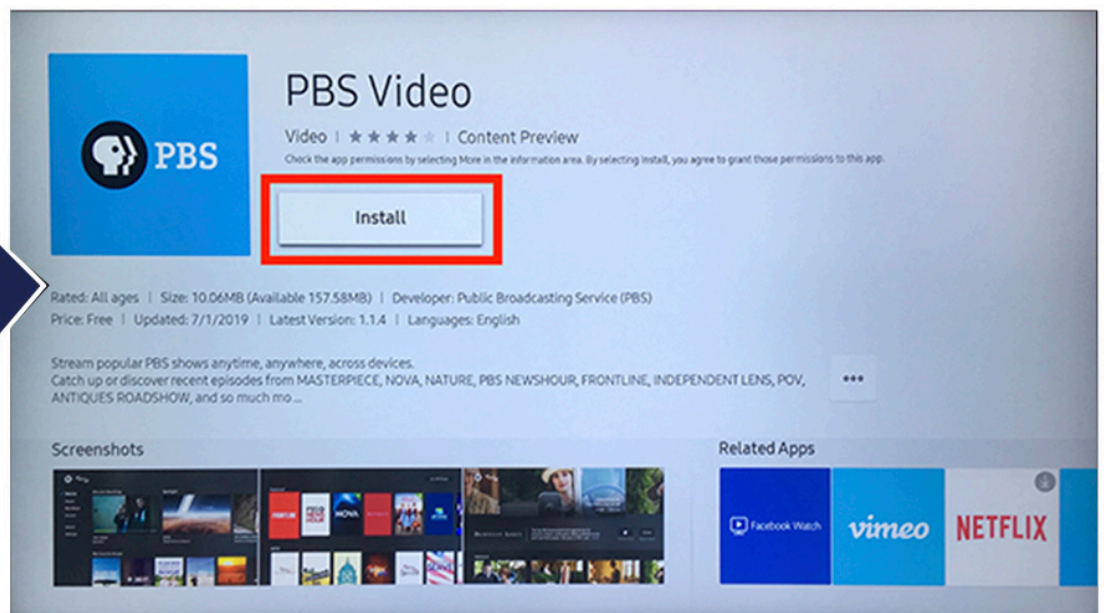 PBS
PBS Video
Video | ★★★★★ | Content Preview
Check the app permissions by selecting More in the information area. By selecting Install, you agree to grant those permissions to this app.
Install
Rated: All ages | Size: 10.06MB (Available 157.58MB) | Developer: Public Broadcasting Service (PBS)
Price: Free | Updated: 7/1/2019 | Latest Version: 1.1.4 | Languages: English
Stream popular PBS shows anytime, anywhere, across devices.
Catch up or discover recent episodes from MASTERPIECE, NOVA, NATURE, PBS NEWSHOUR, FRONTLINE, INDEPENDENT LENS, POV,
ANTIQUES ROADSHOW, and so much mo ...
•••
Screenshots
Related Apps
FRONTLINE
NOVA
Facebook Watch
vimeo
NETFLIX